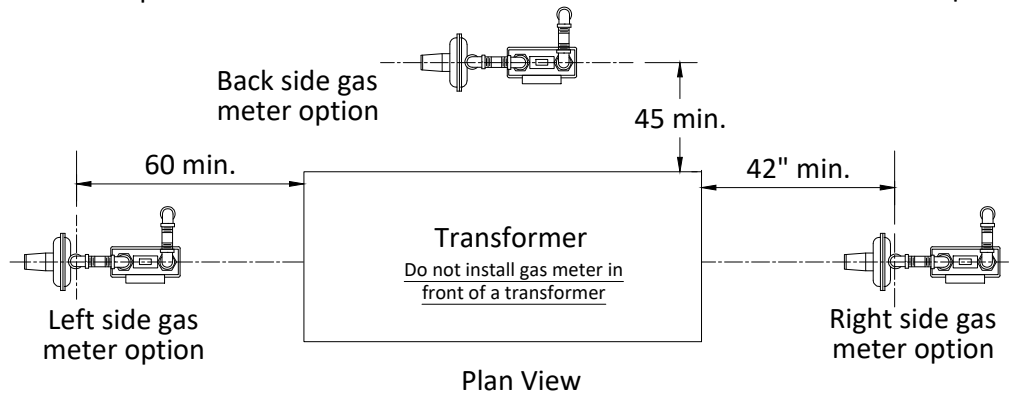 Back side gas
meter option
45 min.
60 min.
42" min.
Transformer
Do not install gas meter in
front of a transformer
Left side gas
meter option
Right side gas
meter option
Plan View